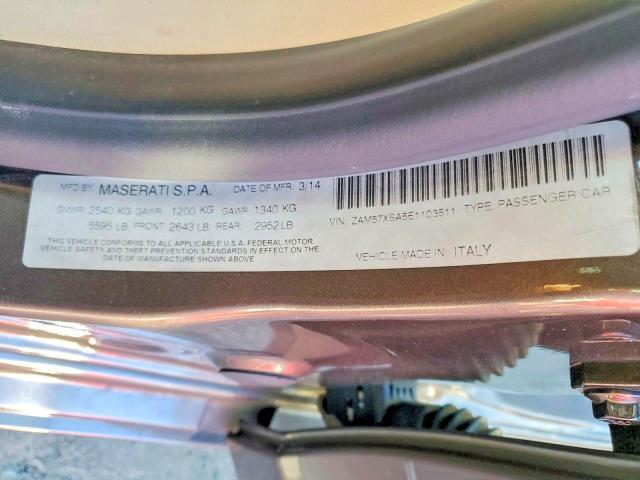 MFD BY: MASERATI S.P.A. DATE OF MFR: 3/14
GVWR: 2540 KG GAWR: 1200 KG GAWR: 1340 KG
5595 LB FRONT 2643 LB REAR: 2952 LB
THIS VEHICLE CONFORMS TO ALL APPLICABLE U.S.A. FEDERAL MOTOR
VEHICLE SAFETY AND THEFT PREVENTION STANDARDS IN EFFECT ON THE
DATE OF MANUFACTURE SHOWN ABOVE
VIN: ZAM57XSA5E1103511 TYPE: PASSENGER CAR
VEHICLE MADE IN: ITALY